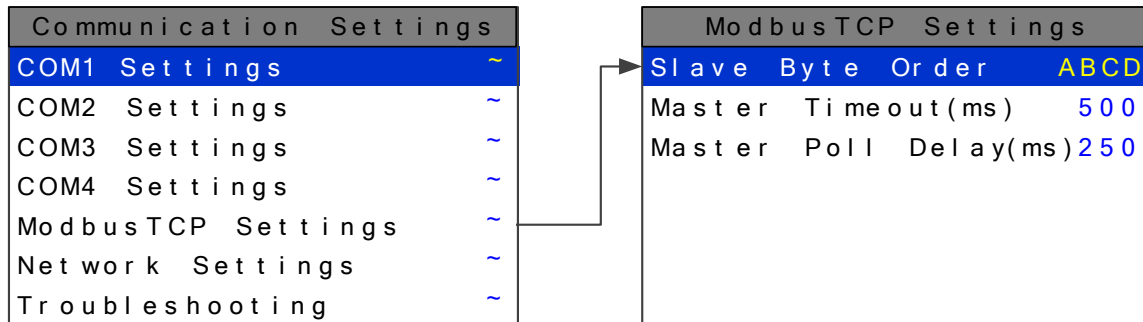 Communication Settings
COM1 Settings ~
COM2 Settings ~
COM3 Settings ~
COM4 Settings ~
ModbusTCP Settings ~
Network Settings ~
Troubleshooting ~
ModbusTCP Settings
Slave Byte Order ABCD
Master Timeout(ms) 500
Master Poll Delay(ms) 250